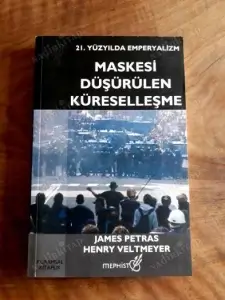 21. YÜZYILDA EMPERYALİZM
MASKESİ
DÜŞÜRÜLEN
KÜRESELLEŞME
JAMES PETRAS
HENRY VELTMEYER
MEPHISTO